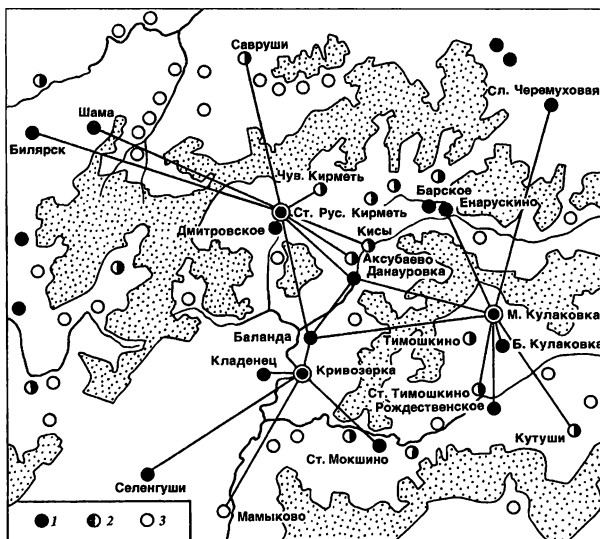 Савруши
Сл. Черемуховая
Шама
Билярск
Чув. Кирметь
Барское
Ст. Рус. Кирметь
Енарускино
Дмитровское
Кисы
Аксубаево
Данауровка
М. Кулаковка
Баланда
Тимошкино
Б. Кулаковка
Кладенец
Кривозерка
Ст. Тимошкино
Рождественское
Кутуши
Ст. Мокшино
Селенгуши
Мамыково
1 2 3